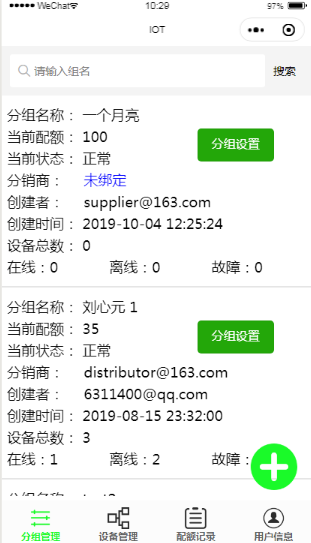 WeChat 10:29 97%
IOT
请输入组名 搜索
分组名称： 一个月亮
当前配额： 100
分组设置
当前状态： 正常
分销商： 未绑定
创建者： supplier@163.com
创建时间： 2019-10-04 12:25:24
设备总数： 0
在线：0 离线：0 故障：0
分组名称： 刘心元 1
当前配额： 35
分组设置
当前状态： 正常
分销商： distributor@163.com
创建者： 6311400@qq.com
创建时间： 2019-08-15 23:32:00
设备总数： 3
在线：1 离线：2 故障：
分组管理 设备管理 配额记录 用户信息